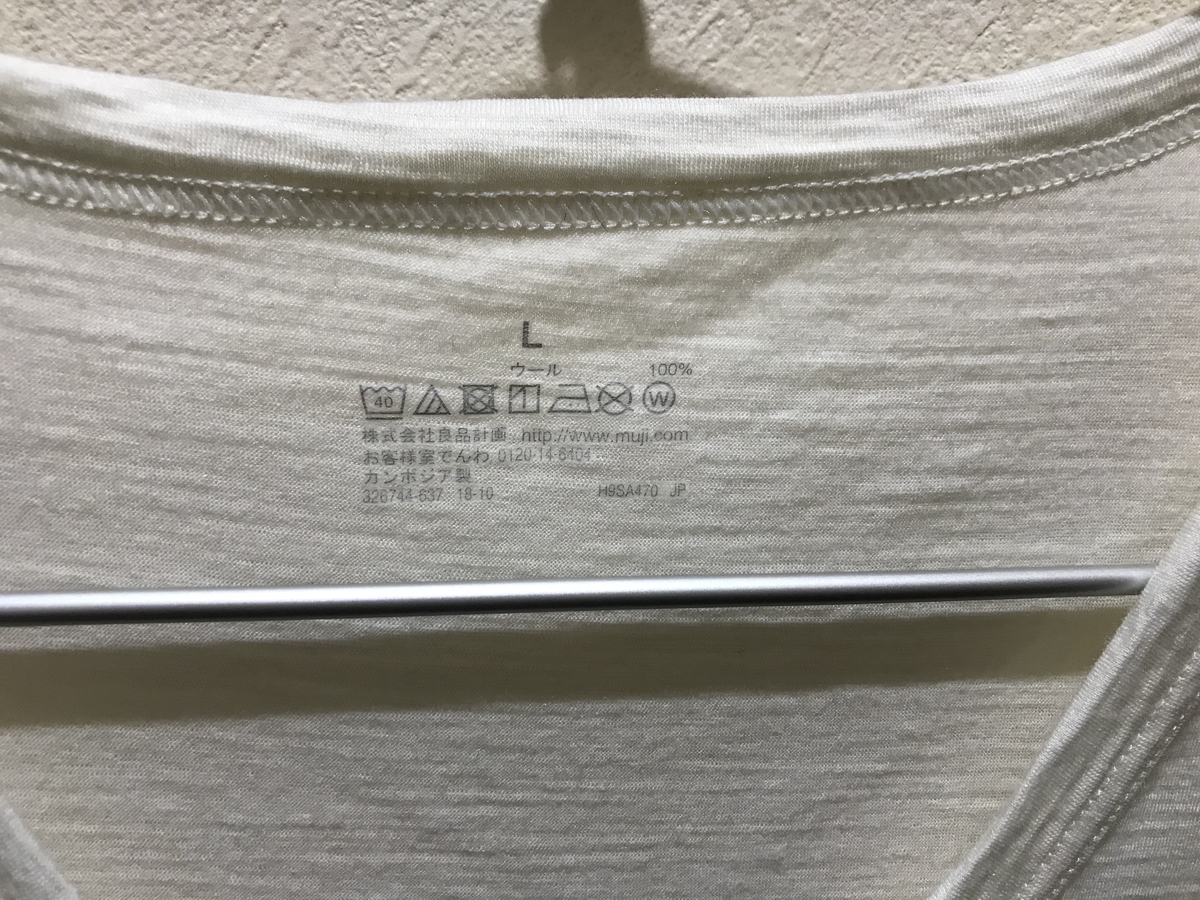 L
ウール 100%
40 W
株式会社良品計画 http://www.muji.com
お客様室でんわ 0120-14-6404
カンボジア製
326744-637 18-10 H9SA470 JP